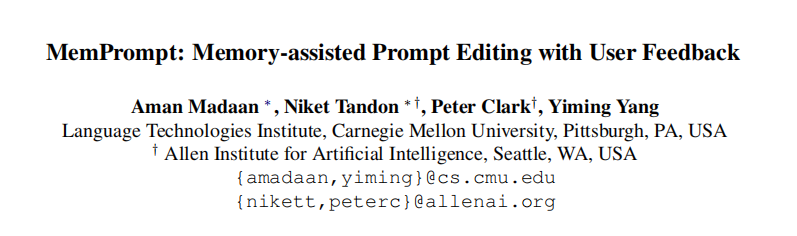 MemPrompt: Memory-assisted Prompt Editing with User Feedback
Aman Madaan *, Niket Tandon *†, Peter Clark†, Yiming Yang
Language Technologies Institute, Carnegie Mellon University, Pittsburgh, PA, USA
† Allen Institute for Artificial Intelligence, Seattle, WA, USA
{amadaan,yiming}@cs.cmu.edu
{nikett,peterc}@allenai.org